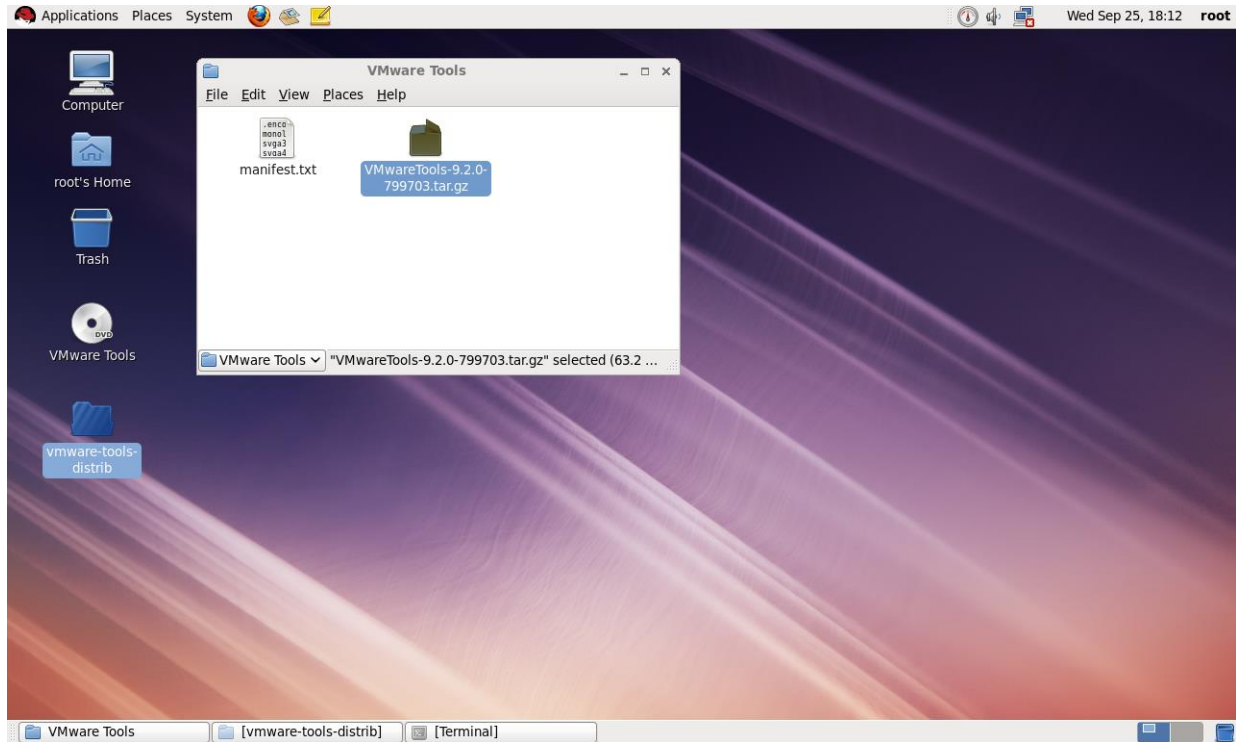 Applications Places System Wed Sep 25, 18:12 root
Computer
root's Home
Trash
DVD
VMware Tools
vmware-tools-
distrib
VMware Tools
File Edit View Places Help
.enco
monol
svga3
svga4
manifest.txt
VMwareTools-9.2.0-
799703.tar.gz
VMware Tools "VMwareTools-9.2.0-799703.tar.gz" selected (63.2 ...
VMware Tools [vmware-tools-distrib] [Terminal]